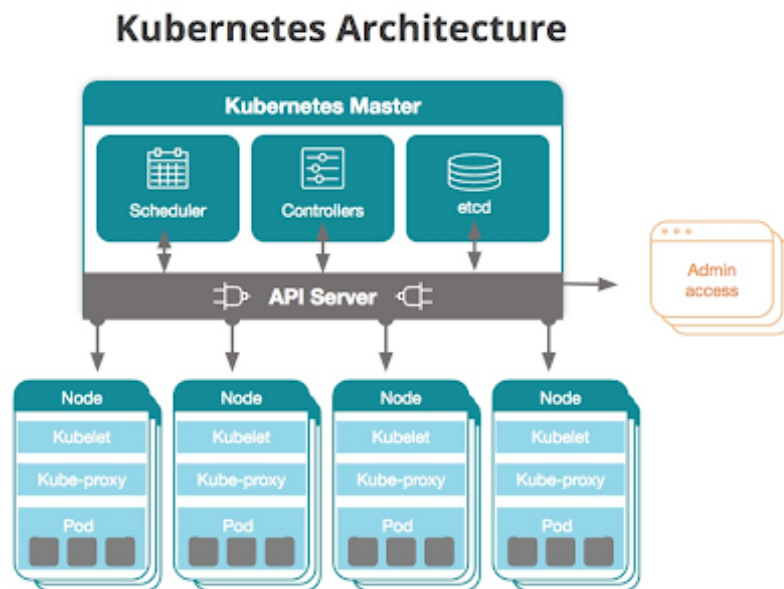 Kubernetes Architecture
Kubernetes Master
Scheduler
Controllers
etcd
API Server
Admin
access
Node
Kubelet
Kube-proxy
Pod
Node
Kubelet
Kube-proxy
Pod
Node
Kubelet
Kube-proxy
Pod
Node
Kubelet
Kube-proxy
Pod